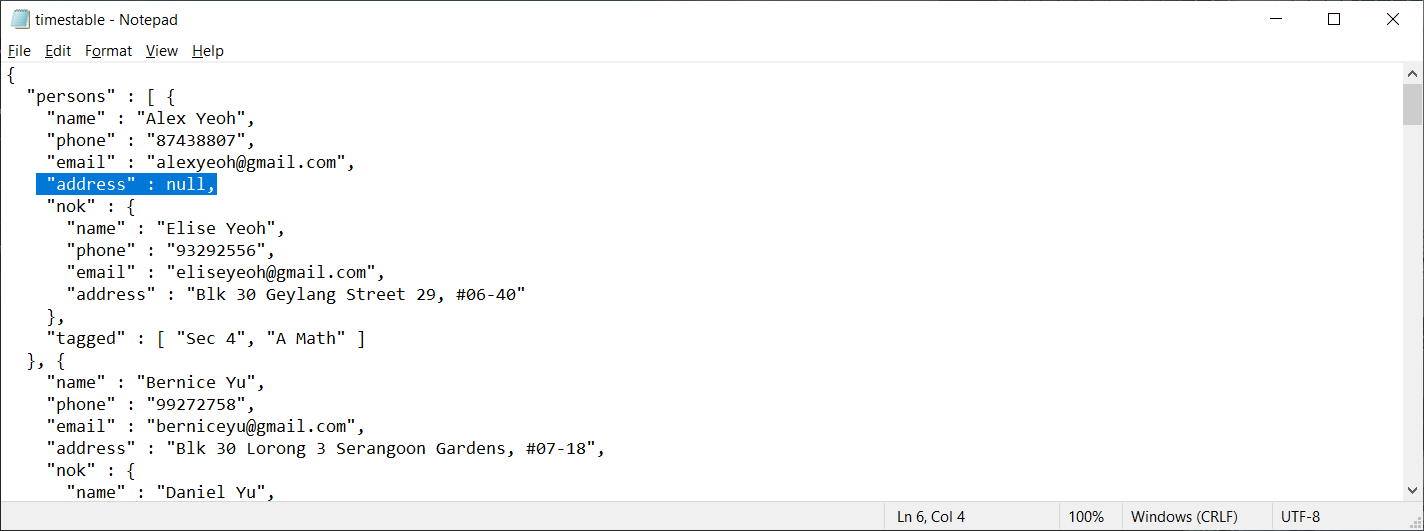 timestable - Notepad
File Edit Format View Help
{
  "persons" : [ {
    "name" : "Alex Yeoh",
    "phone" : "87438807",
    "email" : "alexyeoh@gmail.com",
    "address" : null,
    "nok" : {
      "name" : "Elise Yeoh",
      "phone" : "93292556",
      "email" : "eliseyeoh@gmail.com",
      "address" : "Blk 30 Geylang Street 29, #06-40"
    },
    "tagged" : [ "Sec 4", "A Math" ]
  }, {
    "name" : "Bernice Yu",
    "phone" : "99272758",
    "email" : "berniceyu@gmail.com",
    "address" : "Blk 30 Lorong 3 Serangoon Gardens, #07-18",
    "nok" : {
      "name" : "Daniel Yu",
Ln 6, Col 4 100% Windows (CRLF) UTF-8